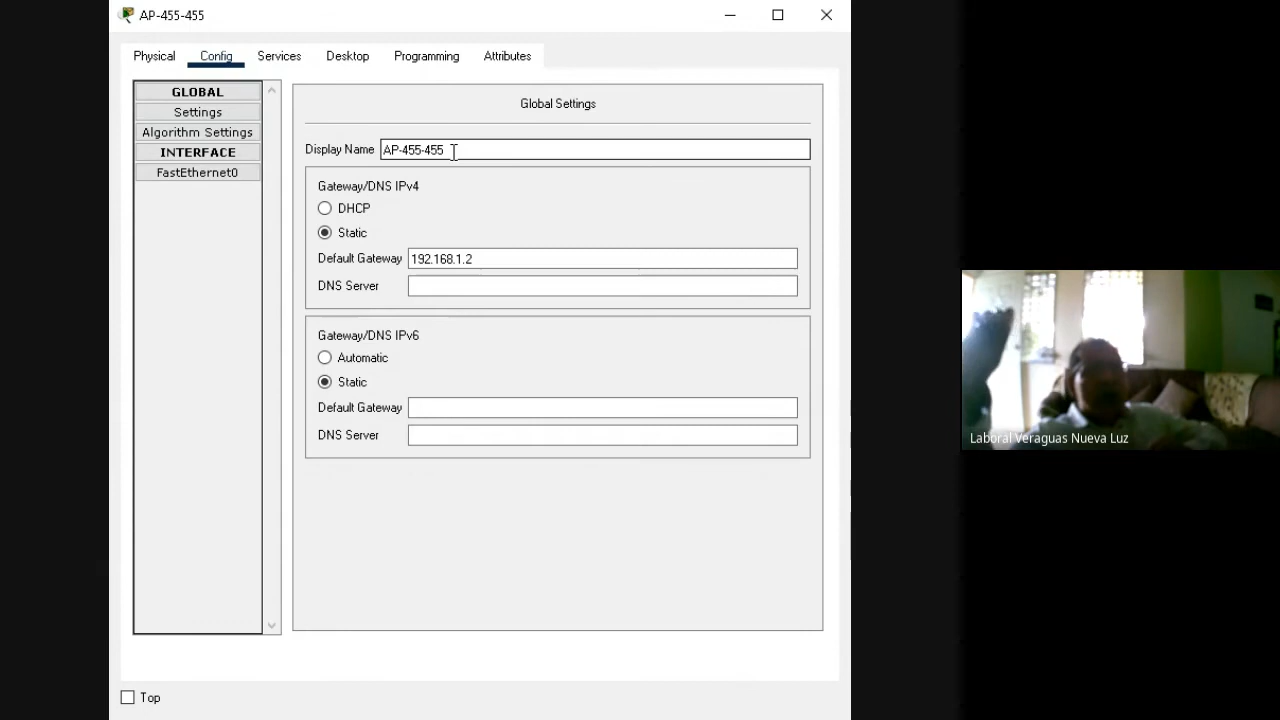 AP-455-455
Physical Config Services Desktop Programming Attributes
GLOBAL
Settings
Algorithm Settings
INTERFACE
FastEthernet0
Global Settings
Display Name AP-455-455
Gateway/DNS IPv4
DHCP
Static
Default Gateway 192.168.1.2
DNS Server
Gateway/DNS IPv6
Automatic
Static
Default Gateway
DNS Server
Top
Laboral Veraguas Nueva Luz